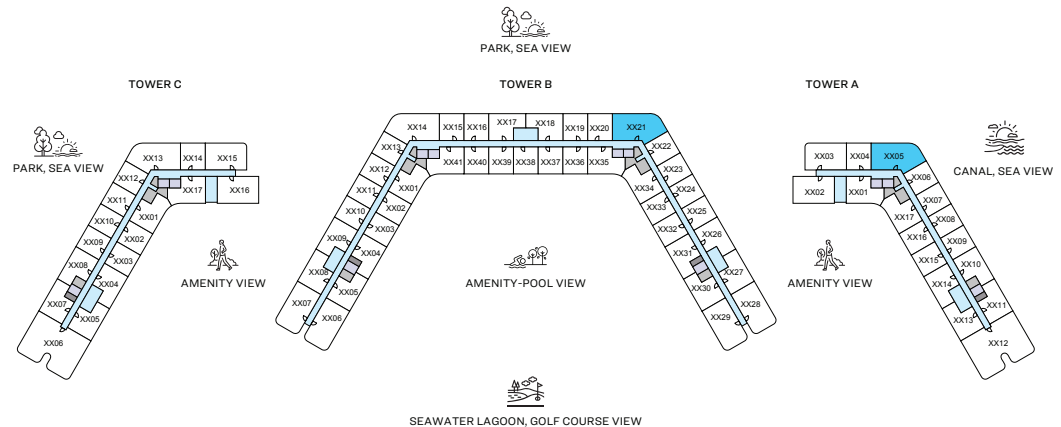 PARK, SEA VIEW
TOWER C
TOWER B
TOWER A
PARK, SEA VIEW
CANAL, SEA VIEW
XX13
XX14
XX15
XX12
XX17
XX16
XX11
XX01
XX10
XX02
XX09
XX03
XX08
XX04
XX07
XX05
XX06
AMENITY VIEW
XX14
XX15
XX16
XX17
XX18
XX19
XX20
XX21
XX13
XX41
XX40
XX39
XX38
XX37
XX36
XX35
XX22
XX12
XX01
XX34
XX23
XX11
XX02
XX33
XX24
XX10
XX03
XX32
XX25
XX09
XX04
XX31
XX26
XX08
XX05
XX30
XX27
XX07
XX06
XX29
XX28
AMENITY-POOL VIEW
XX03
XX04
XX05
XX02
XX01
XX06
XX17
XX07
XX16
XX08
XX15
XX09
XX14
XX10
XX13
XX11
XX12
AMENITY VIEW
SEAWATER LAGOON, GOLF COURSE VIEW